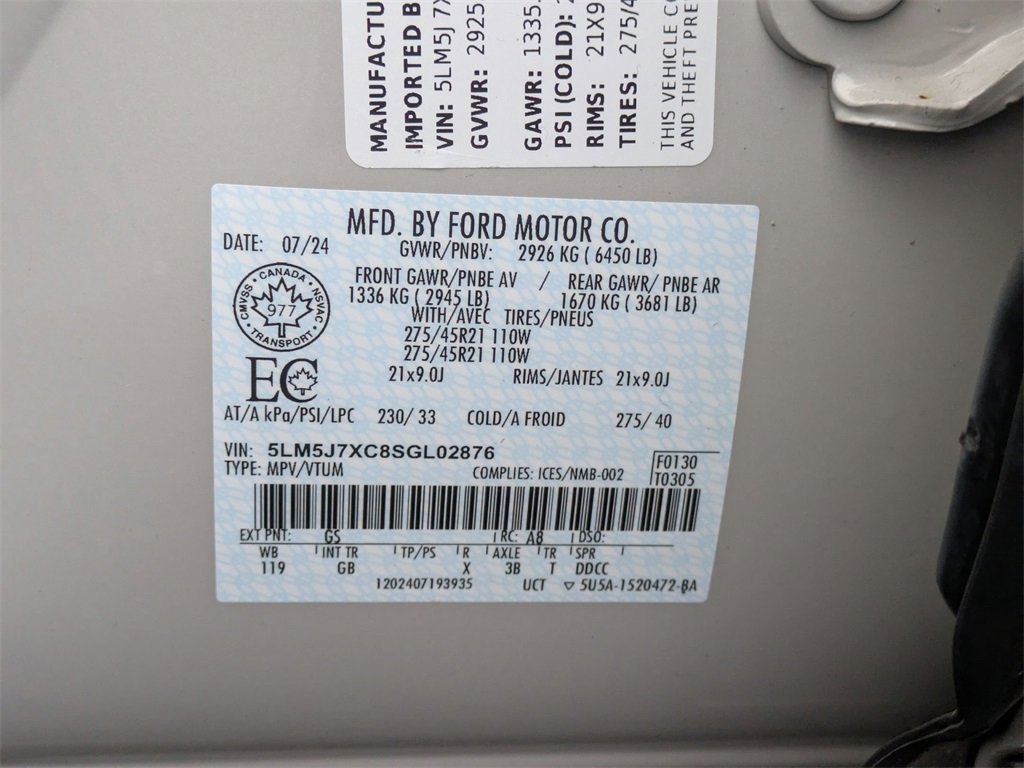 MANUFACTU
IMPORTED B
VIN: 5LM5J7X
GVWR: 2925
GAWR: 1335.
PSI (COLD):
RIMS: 21X9
TIRES: 275/4
THIS VEHICLE CO
AND THEFT PRE
MFD. BY FORD MOTOR CO.
DATE: 07/24
GVWR/PNBV: 2926 KG ( 6450 LB)
FRONT GAWR/PNBE AV / REAR GAWR/ PNBE AR
1336 KG ( 2945 LB) 1670 KG ( 3681 LB)
WITH/AVEC TIRES/PNEUS
275/45R21 110W
275/45R21 110W
21x9.0J RIMS/JANTES 21x9.0J
CMVSS · CANADA · NSVAC
977
· TRANSPORT ·
EC
AT/A kPa/PSI/LPC 230/ 33 COLD/A FROID 275/ 40
VIN: 5LM5J7XC8SGL02876
TYPE: MPV/VTUM COMPLIES: ICES/NMB-002
F0130
T0305
EXT PNT: GS RC: A8 DSO:
WB INT TR TP/PS R AXLE TR SPR
119 GB X 3B T DDCC
1202407193935 UCT ▽ 5U5A-1520472-BA